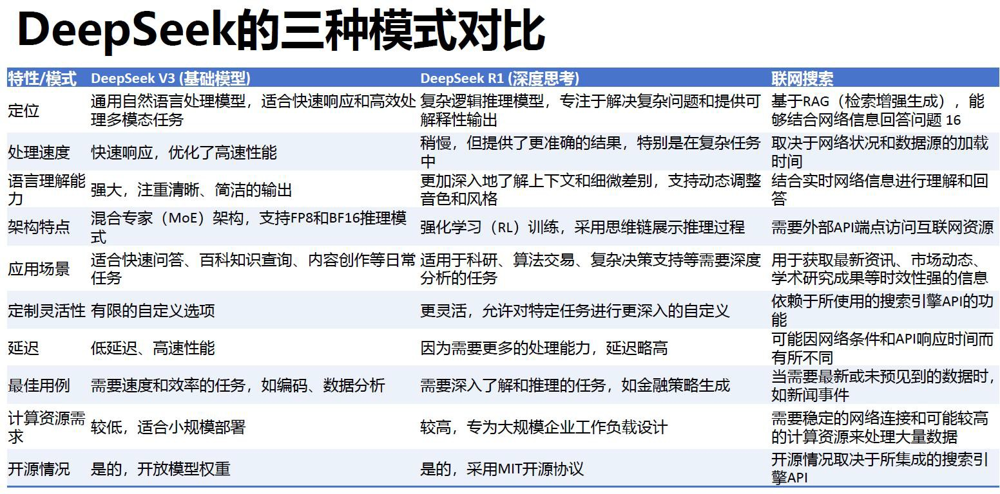 DeepSeek的三种模式对比
特性/模式 DeepSeek V3 (基础模型) DeepSeek R1 (深度思考) 联网搜索
定位
通用自然语言处理模型，适合快速响应和高效处
理多模态任务
复杂逻辑推理模型，专注于解决复杂问题和提供可
解释性输出
基于RAG（检索增强生成），能
够结合网络信息回答问题 16
处理速度
快速响应，优化了高速性能
稍慢，但提供了更准确的结果，特别是在复杂任务
中
取决于网络状况和数据源的加载
时间
语言理解能
力
强大，注重清晰、简洁的输出
更加深入地了解上下文和细微差别，支持动态调整
音色和风格
结合实时网络信息进行理解和回
答
架构特点
混合专家（MoE）架构，支持FP8和BF16推理模
式
强化学习（RL）训练，采用思维链展示推理过程
需要外部API端点访问互联网资源
应用场景
适合快速问答、百科知识查询、内容创作等日常
任务
适用于科研、算法交易、复杂决策支持等需要深度
分析的任务
用于获取最新资讯、市场动态、
学术研究成果等时效性强的信息
定制灵活性
有限的自定义选项
更灵活，允许对特定任务进行更深入的自定义
依赖于所使用的搜索引擎API的功
能
延迟
低延迟、高速性能
因为需要更多的处理能力，延迟略高
可能因网络条件和API响应时间而
有所不同
最佳用例
需要速度和效率的任务，如编码、数据分析
需要深入了解和推理的任务，如金融策略生成
当需要最新或未预见到的数据时，
如新闻事件
计算资源需
求
较低，适合小规模部署
较高，专为大规模企业工作负载设计
需要稳定的网络连接和可能较高
的计算资源来处理大量数据
开源情况
是的，开放模型权重
是的，采用MIT开源协议
开源情况取决于所集成的搜索引
擎API